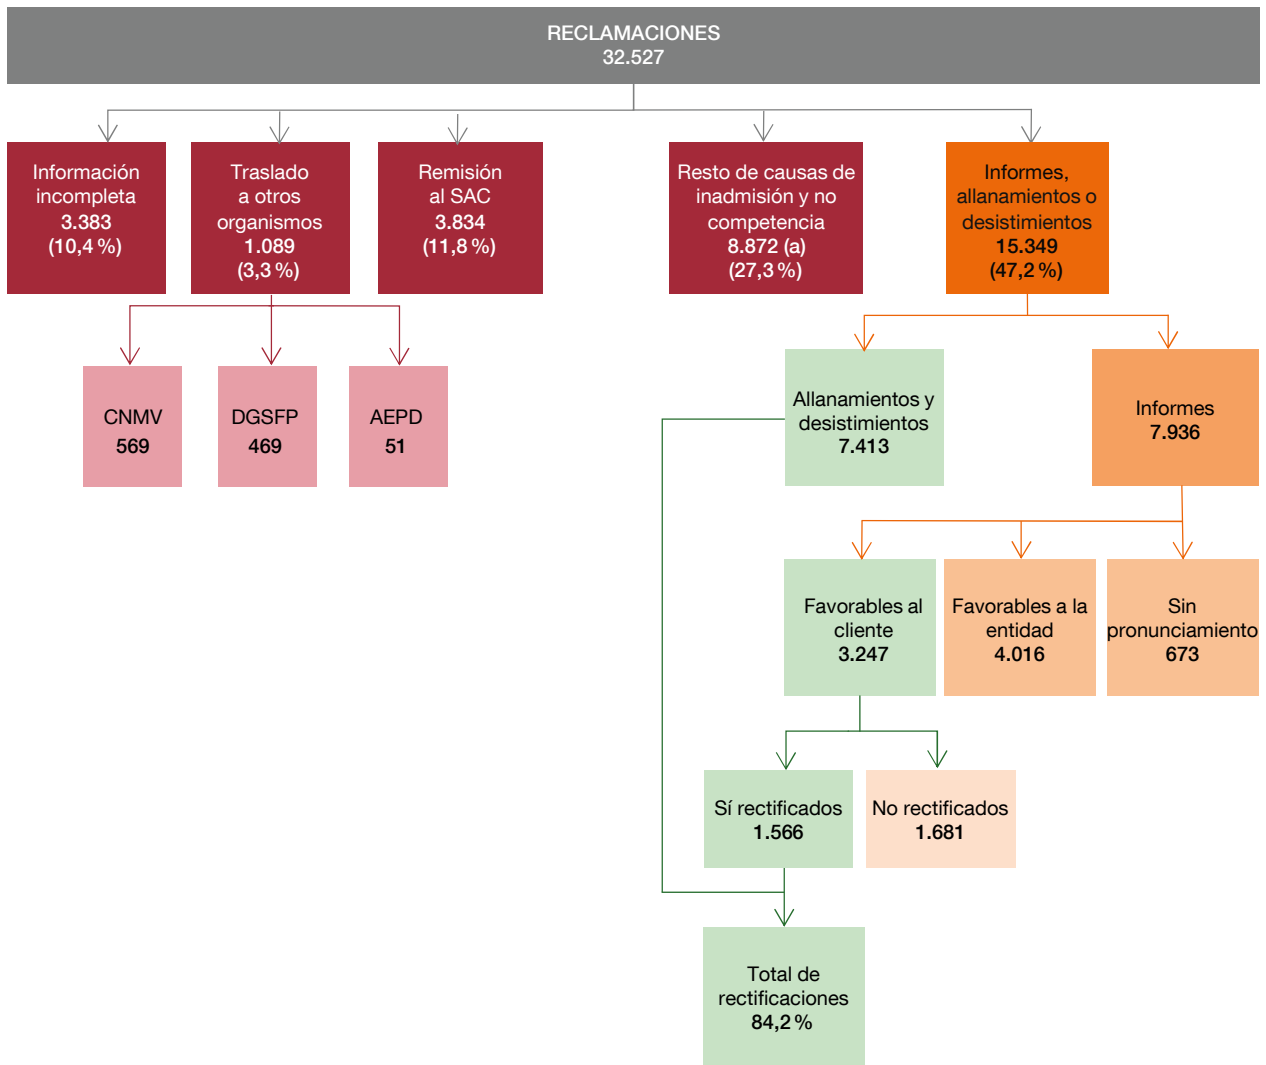 RECLAMACIONES
32.527
Información
incompleta
3.383
(10,4 %)
Traslado
a otros
organismos
1.089
(3,3 %)
Remisión
al SAC
3.834
(11,8 %)
Resto de causas de
inadmisión y no
competencia
8.872 (a)
(27,3 %)
Informes,
allanamientos o
desistimientos
15.349
(47,2 %)
CNMV
569
DGSFP
469
AEPD
51
Allanamientos y
desistimientos
7.413
Informes
7.936
Favorables al
cliente
3.247
Favorables a la
entidad
4.016
Sin
pronunciamiento
673
Sí rectificados
1.566
No rectificados
1.681
Total de
rectificaciones
84,2 %